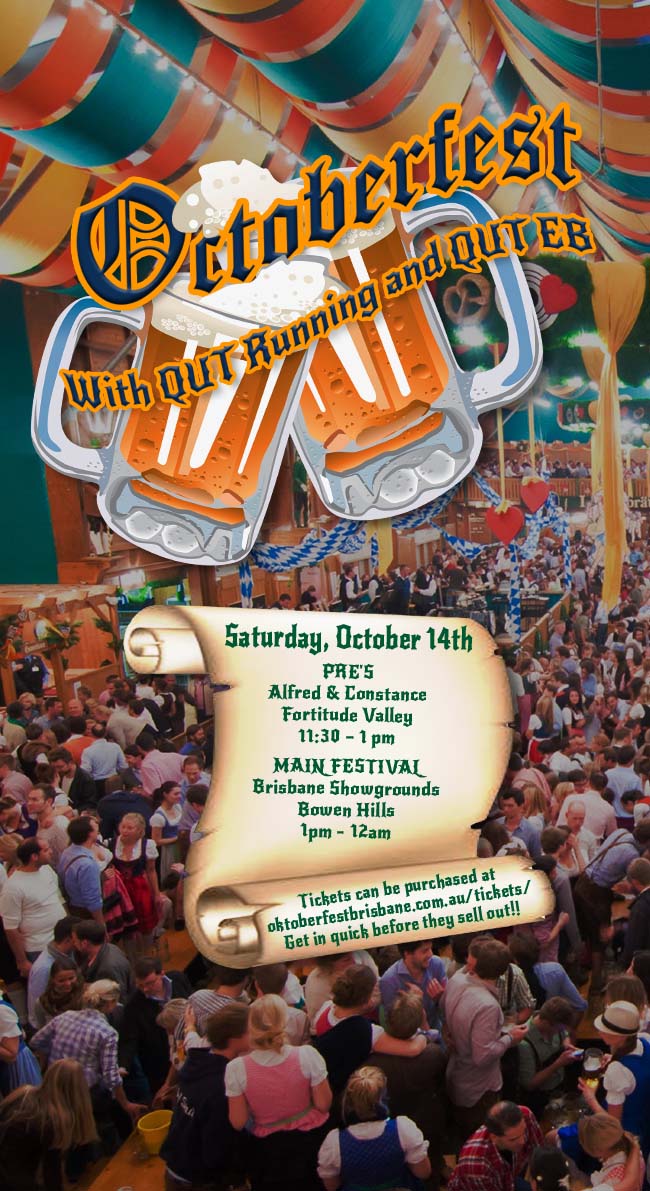 Octoberfest
With QUT Running and QUT EB
Saturday, October 14th
PRE'S
Alfred & Constance
Fortitude Valley
11:30 - 1 pm
MAIN FESTIVAL
Brisbane Showgrounds
Bowen Hills
1pm - 12am
Tickets can be purchased at
oktoberfestbrisbane.com.au/tickets/
Get in quick before they sell out!!